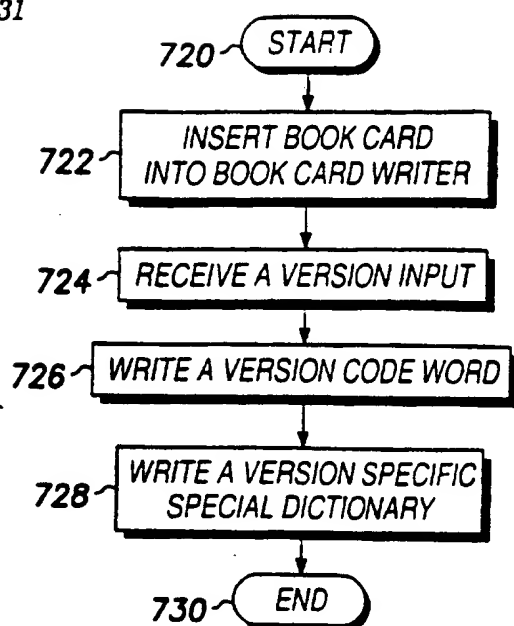 31
720 START
722 INSERT BOOK CARD
INTO BOOK CARD WRITER
724 RECEIVE A VERSION INPUT
726 WRITE A VERSION CODE WORD
728 WRITE A VERSION SPECIFIC
SPECIAL DICTIONARY
730 END